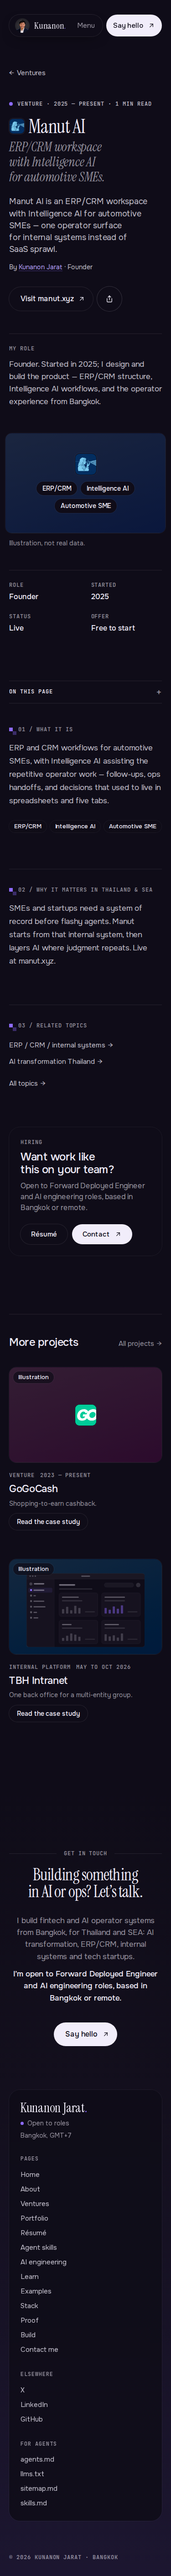 Kunanon.
Menu
Say hello ↗
← Ventures
VENTURE · 2025 — PRESENT · 1 MIN READ
Manut AI
ERP/CRM workspace
with Intelligence AI
for automotive SMEs.
Manut AI is an ERP/CRM workspace
with Intelligence AI for automotive
SMEs — one operator surface
for internal systems instead of
SaaS sprawl.
By Kunanon Jarat · Founder
Visit manut.xyz ↗
MY ROLE
Founder. Started in 2025; I design and
build the product — ERP/CRM structure,
Intelligence AI workflows, and the operator
experience from Bangkok.
ERP/CRM
Intelligence AI
Automotive SME
Illustration, not real data.
ROLE
Founder
STARTED
2025
STATUS
Live
OFFER
Free to start
ON THIS PAGE +
01 / WHAT IT IS
ERP and CRM workflows for automotive
SMEs, with Intelligence AI assisting the
repetitive operator work — follow-ups, ops
handoffs, and decisions that used to live in
spreadsheets and five tabs.
ERP/CRM
Intelligence AI
Automotive SME
02 / WHY IT MATTERS IN THAILAND & SEA
SMEs and startups need a system of
record before flashy agents. Manut
starts from that internal system, then
layers AI where judgment repeats. Live
at manut.xyz.
03 / RELATED TOPICS
ERP / CRM / internal systems →
AI transformation Thailand →
All topics →
HIRING
Want work like
this on your team?
Open to Forward Deployed Engineer
and AI engineering roles, based in
Bangkok or remote.
Résumé
Contact ↗
More projects
All projects →
Illustration
GO
VENTURE 2023 — PRESENT
GoGoCash
Shopping-to-earn cashback.
Read the case study
Illustration
INTERNAL PLATFORM MAY TO OCT 2026
TBH Intranet
One back office for a multi-entity group.
Read the case study
GET IN TOUCH
Building something
in AI or ops? Let's talk.
I build fintech and AI operator systems
from Bangkok, for Thailand and SEA: AI
transformation, ERP/CRM, internal
systems and tech startups.
I'm open to Forward Deployed Engineer
and AI engineering roles, based in
Bangkok or remote.
Say hello ↗
Kunanon Jarat.
Open to roles
Bangkok, GMT+7
PAGES
Home
About
Ventures
Portfolio
Résumé
Agent skills
AI engineering
Learn
Examples
Stack
Proof
Build
Contact me
ELSEWHERE
X
LinkedIn
GitHub
FOR AGENTS
agents.md
llms.txt
sitemap.md
skills.md
© 2026 KUNANON JARAT · BANGKOK